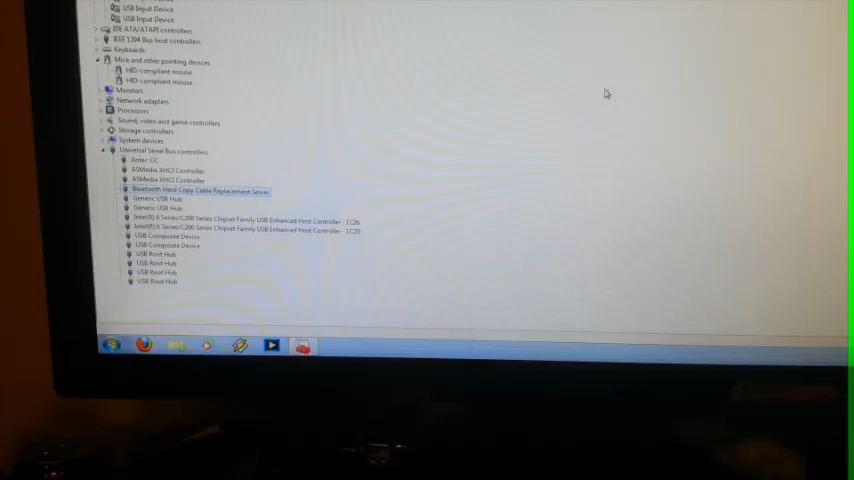 USB Input Device
USB Input Device
IDE ATA/ATAPI controllers
IEEE 1394 Bus host controllers
Keyboards
Mice and other pointing devices
HID-compliant mouse
HID-compliant mouse
Monitors
Network adapters
Processors
Sound, video and game controllers
Storage controllers
System devices
Universal Serial Bus controllers
Antec CC
ASMedia XHCI Controller
ASMedia XHCI Controller
Bluetooth Hard Copy Cable Replacement Server
Generic USB Hub
Generic USB Hub
Intel(R) 6 Series/C200 Series Chipset Family USB Enhanced Host Controller - 1C26
Intel(R) 6 Series/C200 Series Chipset Family USB Enhanced Host Controller - 1C2D
USB Composite Device
USB Composite Device
USB Root Hub
USB Root Hub
USB Root Hub
USB Root Hub